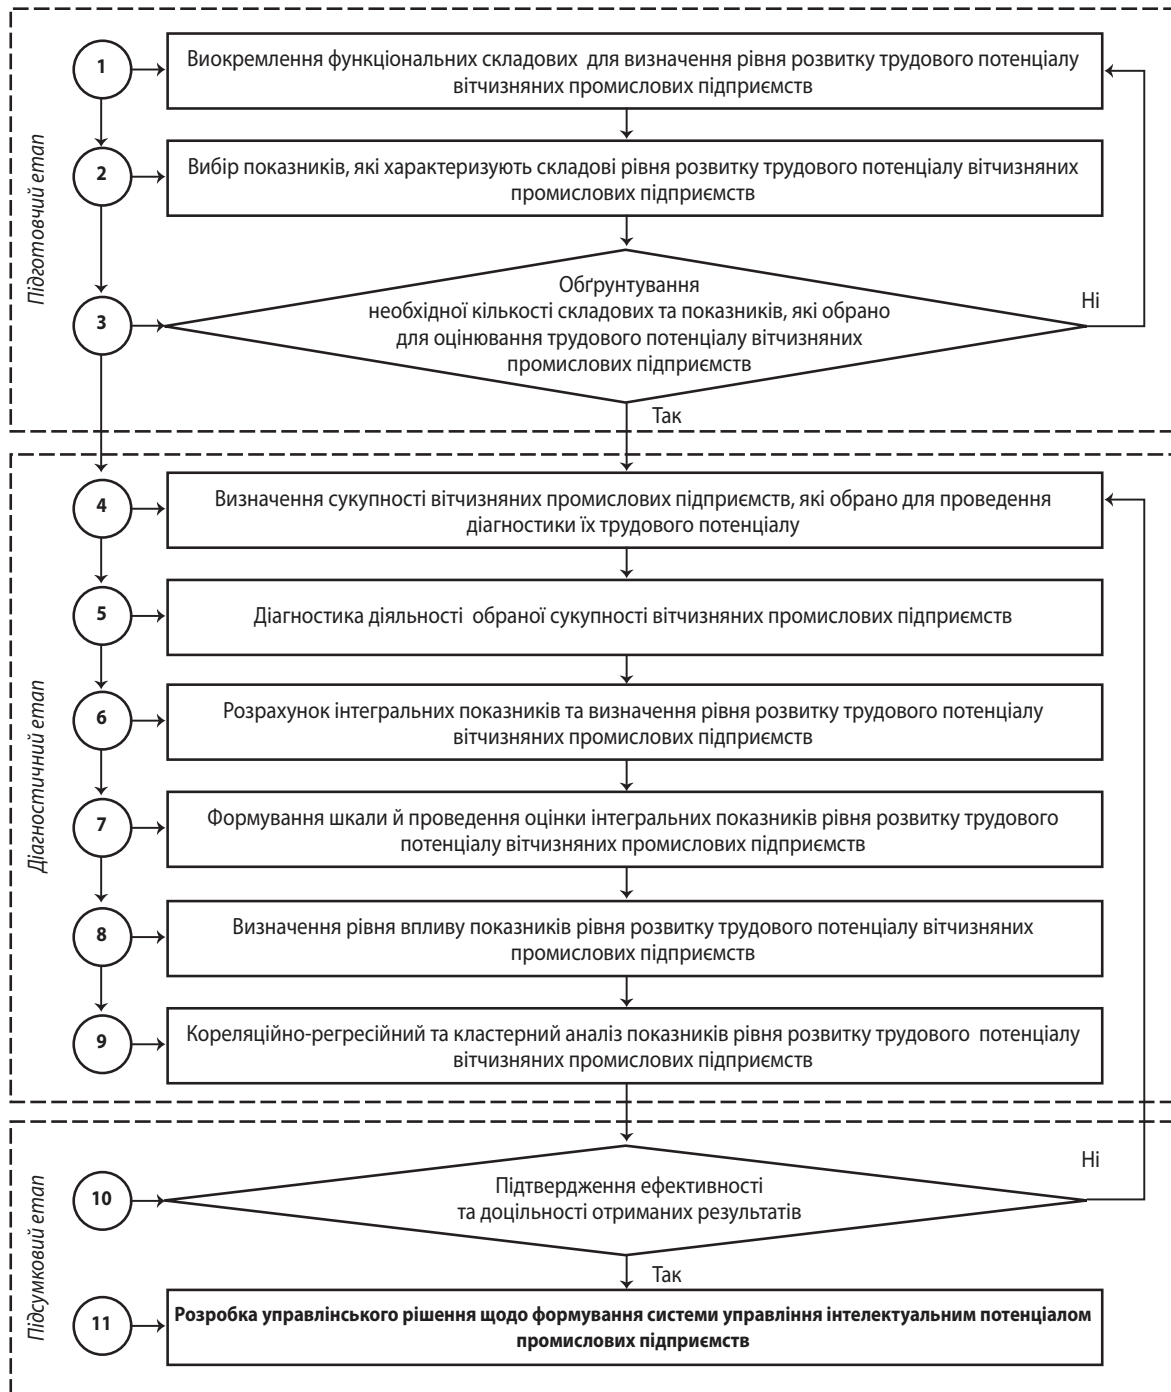 Підготовчий етап
1
Виокремлення функціональних складових для визначення рівня розвитку трудового потенціалу
вітчизняних промислових підприємств
2
Вибір показників, які характеризують складові рівня розвитку трудового потенціалу вітчизняних
промислових підприємств
3
Обґрунтування
необхідної кількості складових та показників, які обрано
для оцінювання трудового потенціалу вітчизняних
промислових підприємств
Ні
Так
Діагностичний етап
4
Визначення сукупності вітчизняних промислових підприємств, які обрано для проведення
діагностики їх трудового потенціалу
5
Діагностика діяльності обраної сукупності вітчизняних промислових підприємств
6
Розрахунок інтегральних показників та визначення рівня розвитку трудового потенціалу
вітчизняних промислових підприємств
7
Формування шкали й проведення оцінки інтегральних показників рівня розвитку трудового
потенціалу вітчизняних промислових підприємств
8
Визначення рівня впливу показників рівня розвитку трудового потенціалу вітчизняних
промислових підприємств
9
Кореляційно-регресійний та кластерний аналіз показників рівня розвитку трудового потенціалу
вітчизняних промислових підприємств
Підсумковий етап
10
Підтвердження ефективності
та доцільності отриманих результатів
Ні
Так
11
Розробка управлінського рішення щодо формування системи управління інтелектуальним потенціалом
промислових підприємств